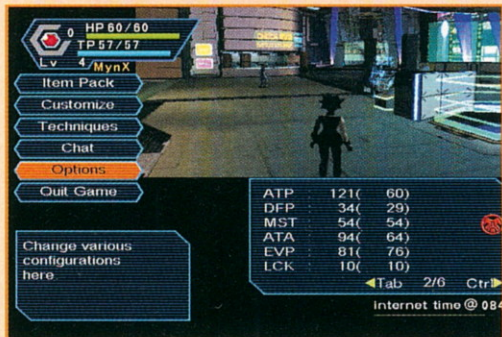 HP 60/60
0
TP 57/57
Lv 4/MynX
Item Pack
Customize
Techniques
Chat
Options
Quit Game
Change various
configurations
here
ATP : 121( 60)
DFP : 34( 29)
MST : 54( 54)
ATA : 94( 64)
EVP : 81( 76)
LCK : 10( 10)
Tab 2/6 Ctrl
internet time @ 084